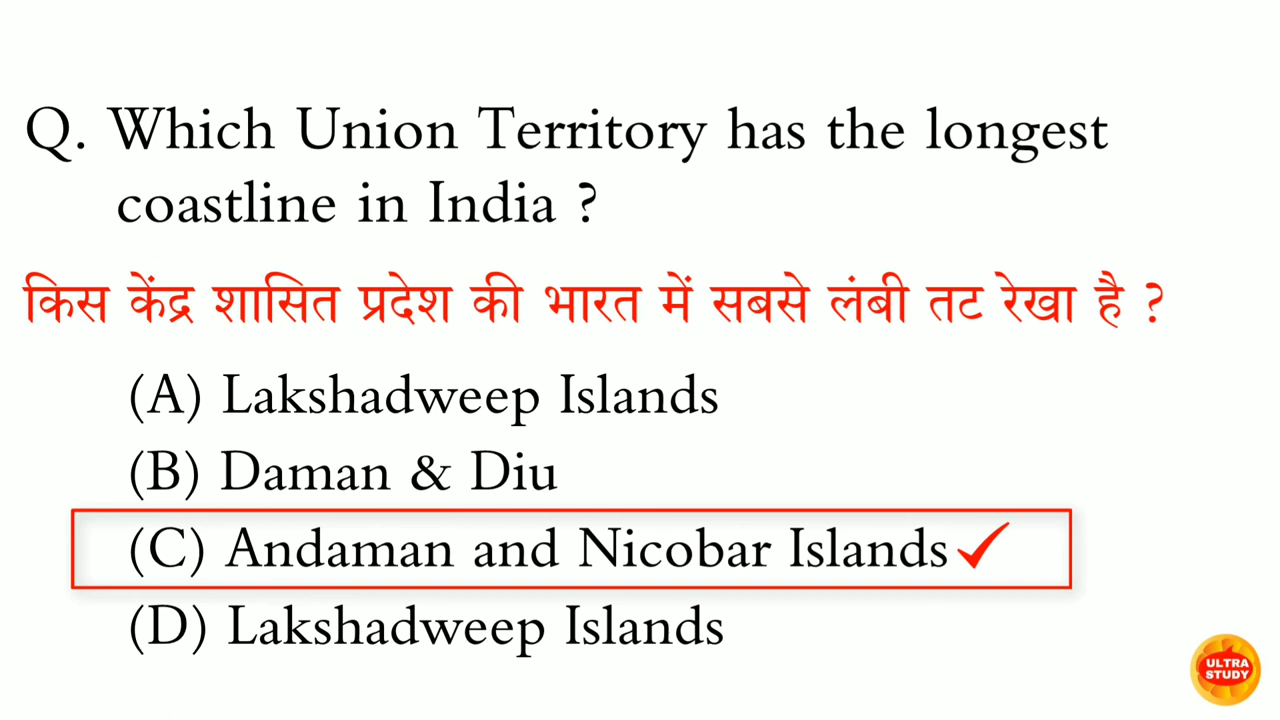 Q. Which Union Territory has the longest
coastline in India ?
किस केंद्र शासित प्रदेश की भारत में सबसे लंबी तट रेखा है ?
(A) Lakshadweep Islands
(B) Daman & Diu
(C) Andaman and Nicobar Islands
(D) Lakshadweep Islands
ULTRA
STUDY